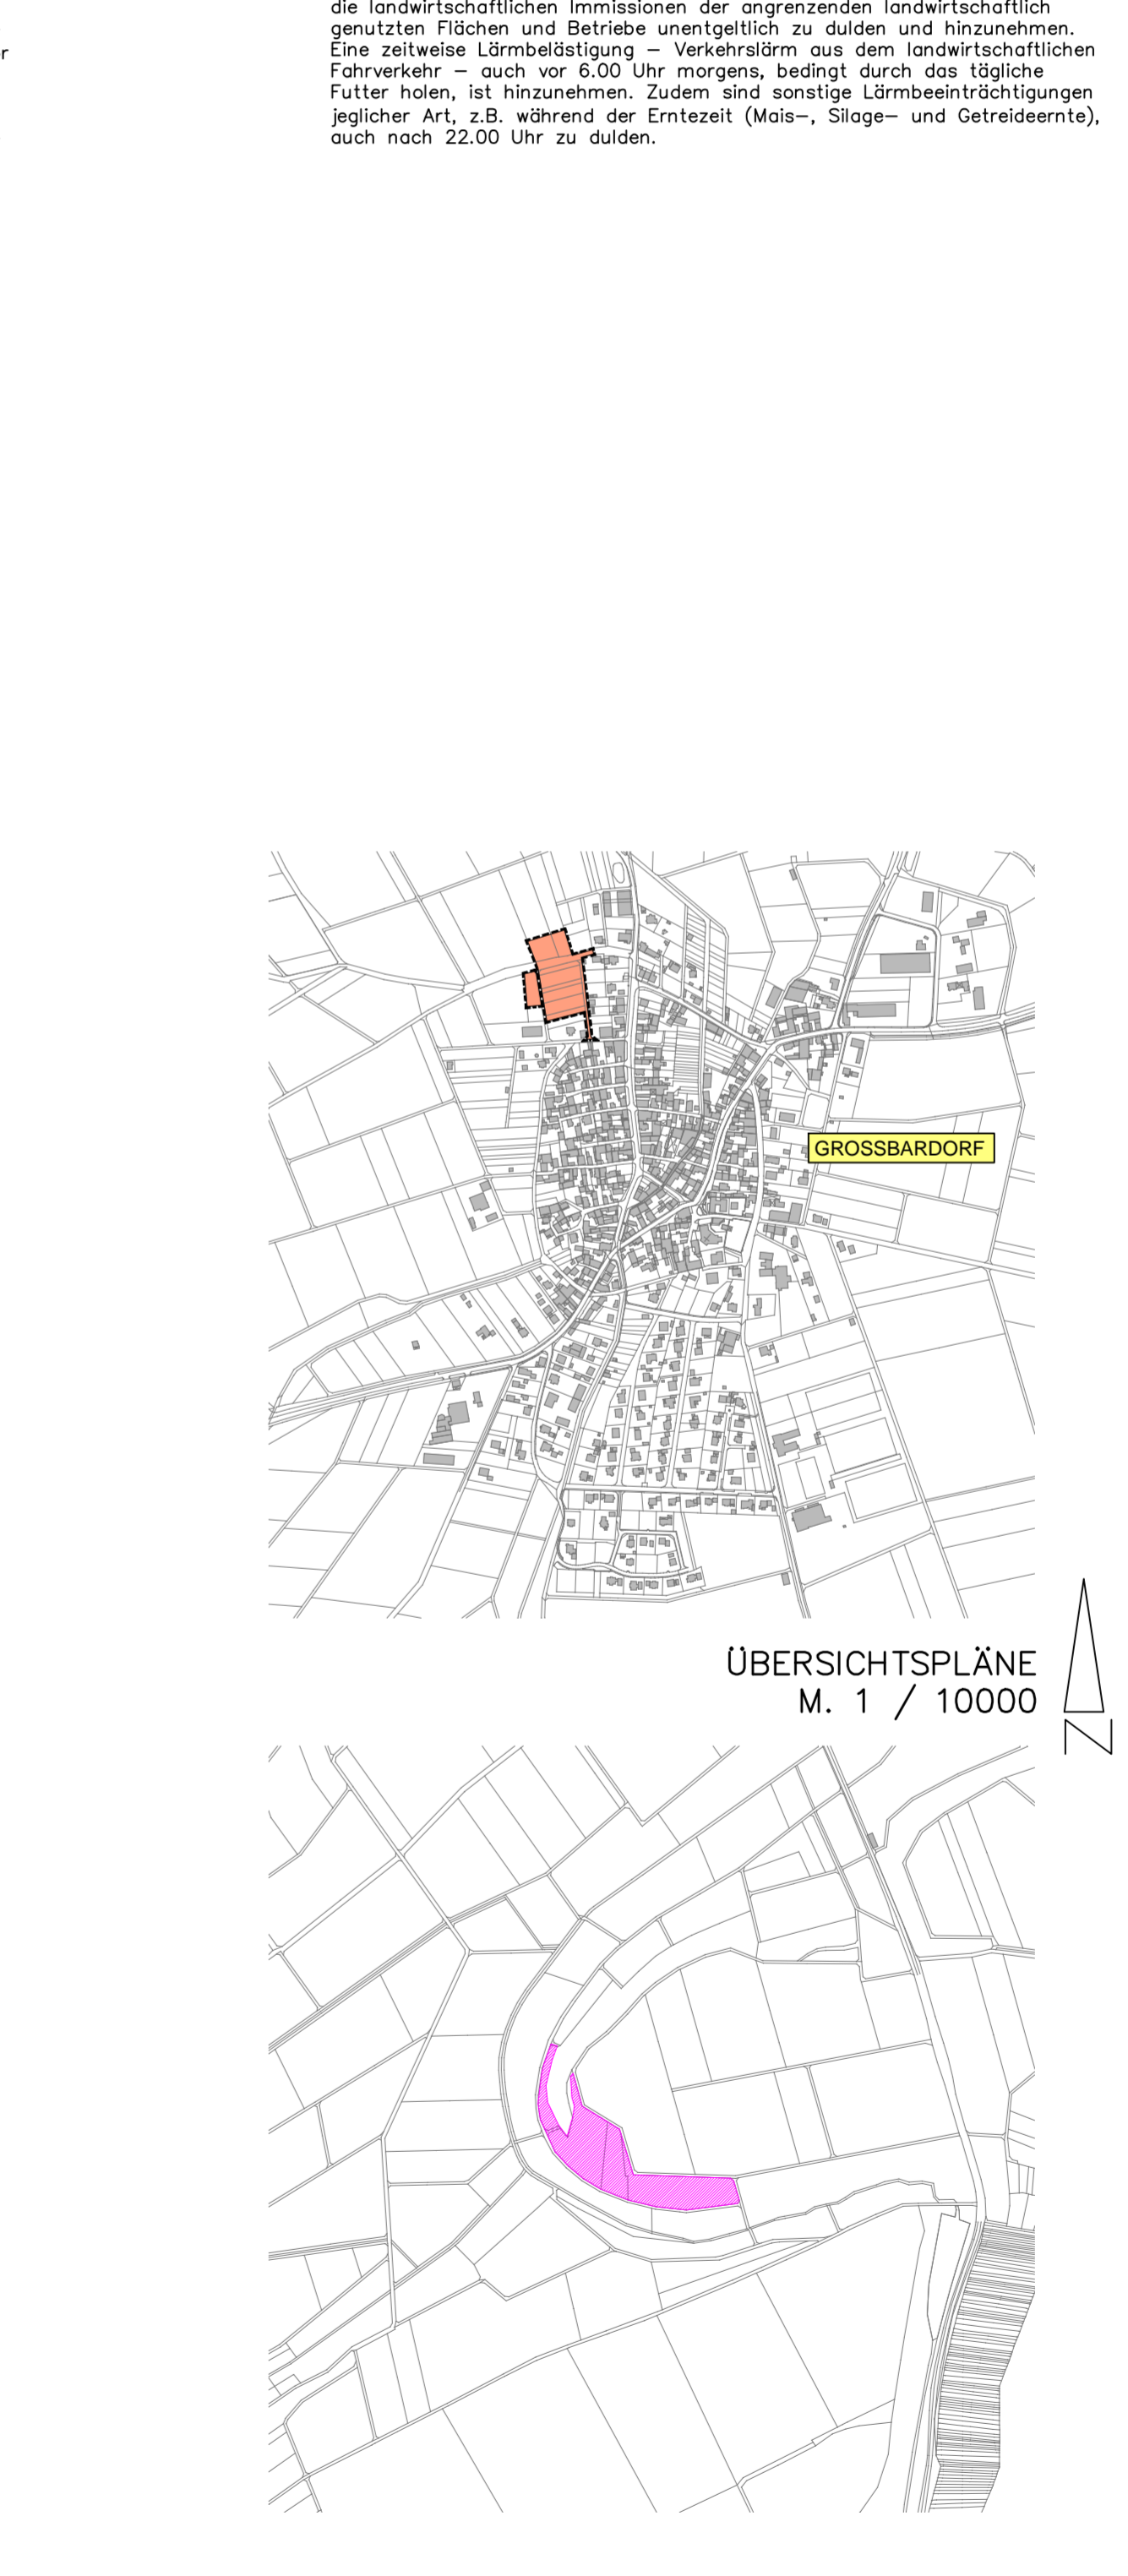 die landwirtschaftlichen Immissionen der angrenzenden landwirtschaftlich
genutzten Flächen und Betriebe unentgeltlich zu dulden und hinzunehmen.
r
Eine zeitweise Lärmbelästigung – Verkehrslärm aus dem landwirtschaftlichen
Fahrverkehr – auch vor 6.00 Uhr morgens, bedingt durch das tägliche
Futter holen, ist hinzunehmen. Zudem sind sonstige Lärmbeeinträchtigungen
jeglicher Art, z.B. während der Erntezeit (Mais–, Silage– und Getreideernte),
auch nach 22.00 Uhr zu dulden.
GROSSBARDORF
ÜBERSICHTSPLÄNE
M. 1 / 10000
N